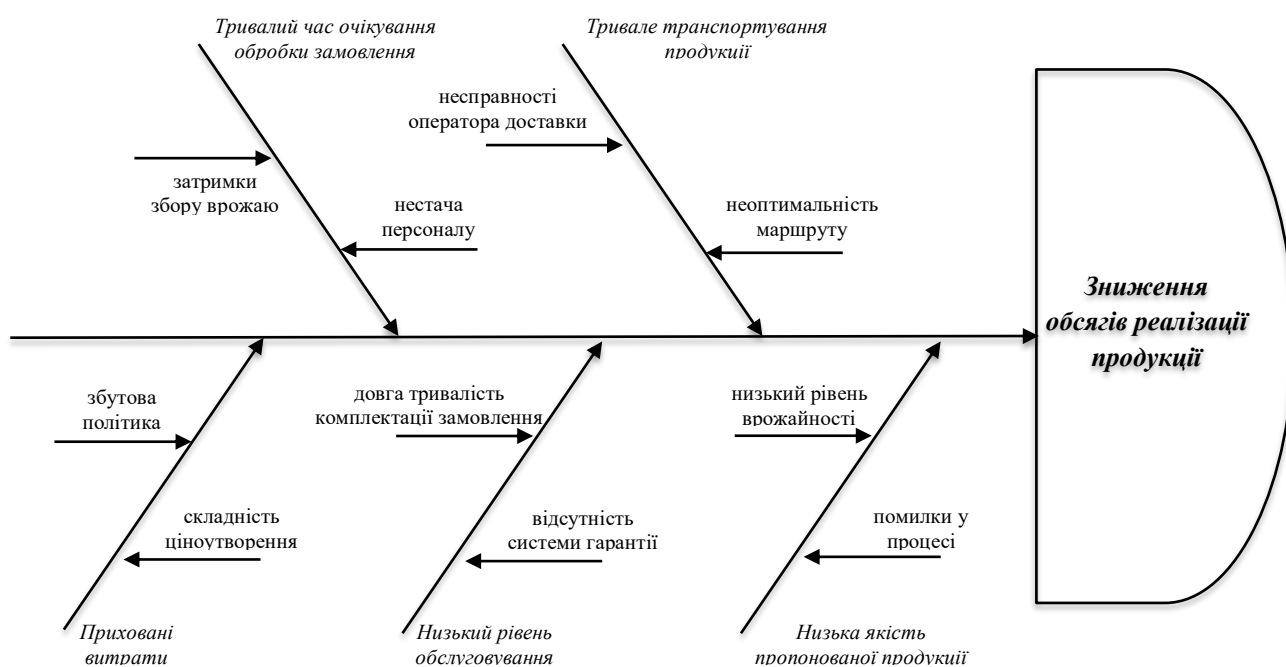 Тривалий час очікування
обробки замовлення
Тривале транспортування
продукції
несправності
оператора доставки
затримки
збору врожаю
нестача
персоналу
неоптимальність
маршруту
Зниження
обсягів реалізації
продукції
збутова
політика
довга тривалість
комплектації замовлення
низький рівень
врожайності
складність
ціноутворення
відсутність
системи гарантії
помилки у
процесі
Приховані
витрати
Низький рівень
обслуговування
Низька якість
пропонованої продукції